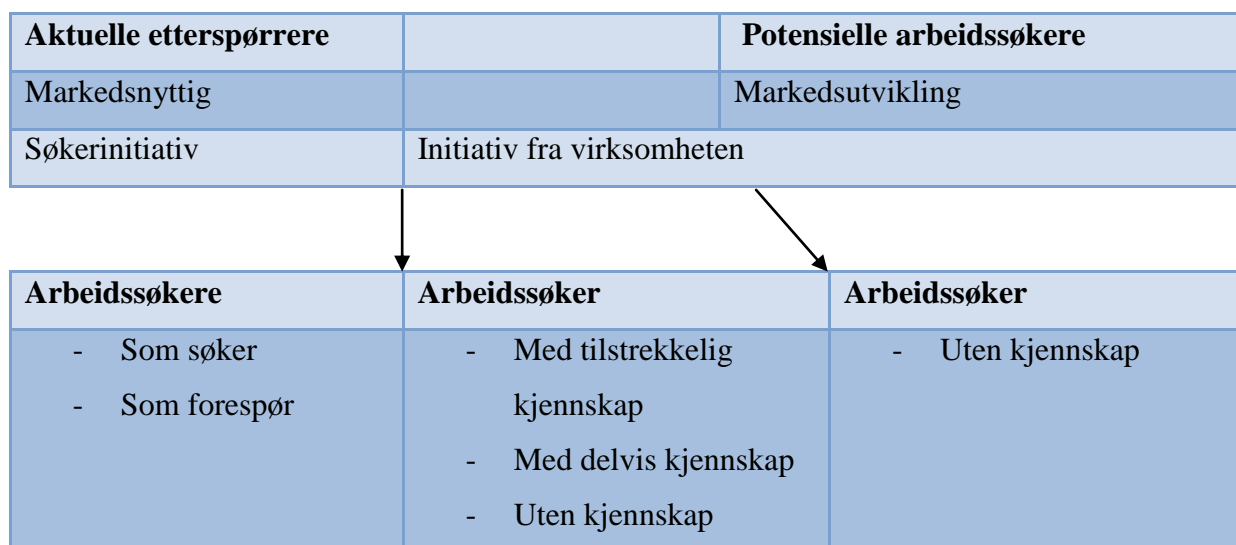 Aktuelle etterspørrere Potensielle arbeidssøkere
Markedsnyttig Markedsutvikling
Søkerinitiativ Initiativ fra virksomheten
Arbeidssøkere Arbeidssøker Arbeidssøker
- Som søker
- Som forespør
- Med tilstrekkelig
kjennskap
- Med delvis kjennskap
- Uten kjennskap
- Uten kjennskap